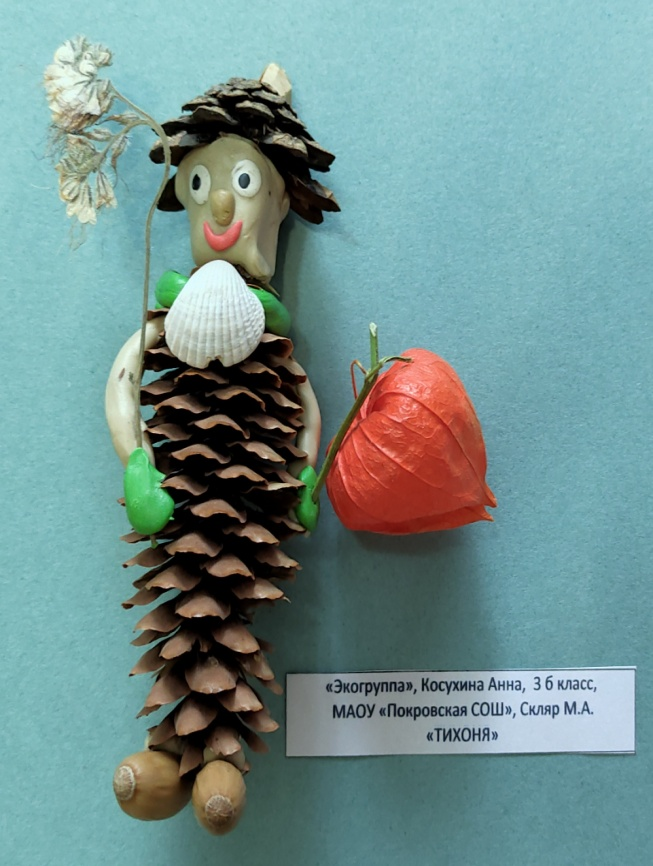 «Экогруппа», Косухина Анна, 3 б класс,
МАОУ «Покровская СОШ», Скляр М.А.
«ТИХОНЯ»